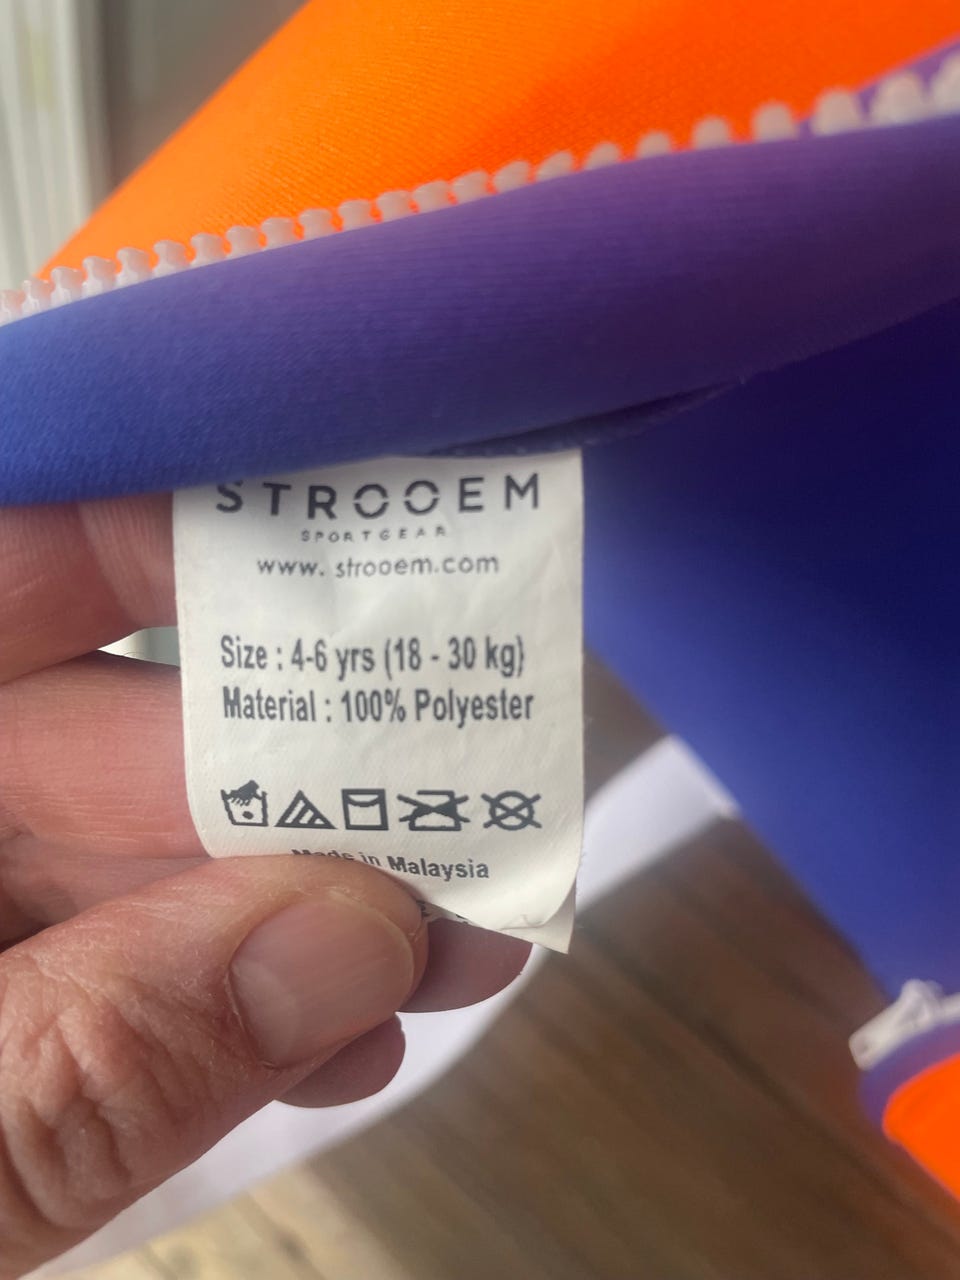 STROOEM
SPORTGEAR
www. strooem.com
Size : 4-6 yrs (18 - 30 kg)
Material : 100% Polyester
Made in Malaysia